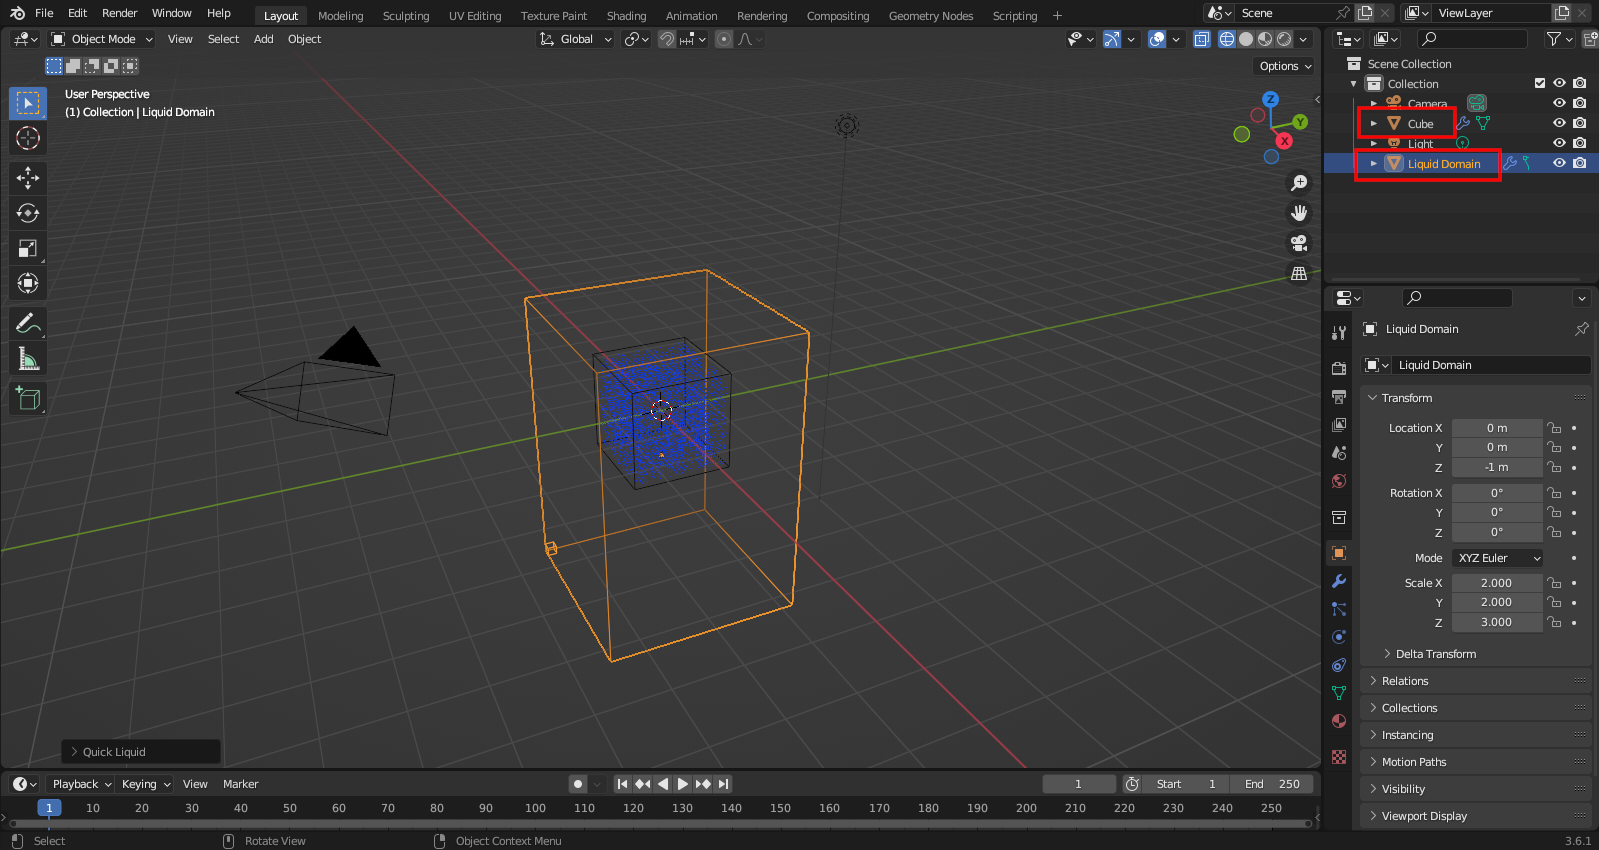 File Edit Render Window Help Layout Modeling Sculpting UV Editing Texture Paint Shading Animation Rendering Compositing Geometry Nodes Scripting + Scene ViewLayer
Object Mode View Select Add Object Global
Options
User Perspective
(1) Collection | Liquid Domain
Z
Y
X
Scene Collection
Collection
Camera
Cube
Light
Liquid Domain
Liquid Domain
Liquid Domain
Transform
Location X 0 m
Y 0 m
Z -1 m
Rotation X 0°
Y 0°
Z 0°
Mode XYZ Euler
Scale X 2.000
Y 2.000
Z 3.000
Delta Transform
Relations
Collections
Instancing
Motion Paths
Visibility
Viewport Display
Quick Liquid
Playback Keying View Marker 1 Start 1 End 250
1 10 20 30 40 50 60 70 80 90 100 110 120 130 140 150 160 170 180 190 200 210 220 230 240 250
Select Rotate View Object Context Menu 3.6.1